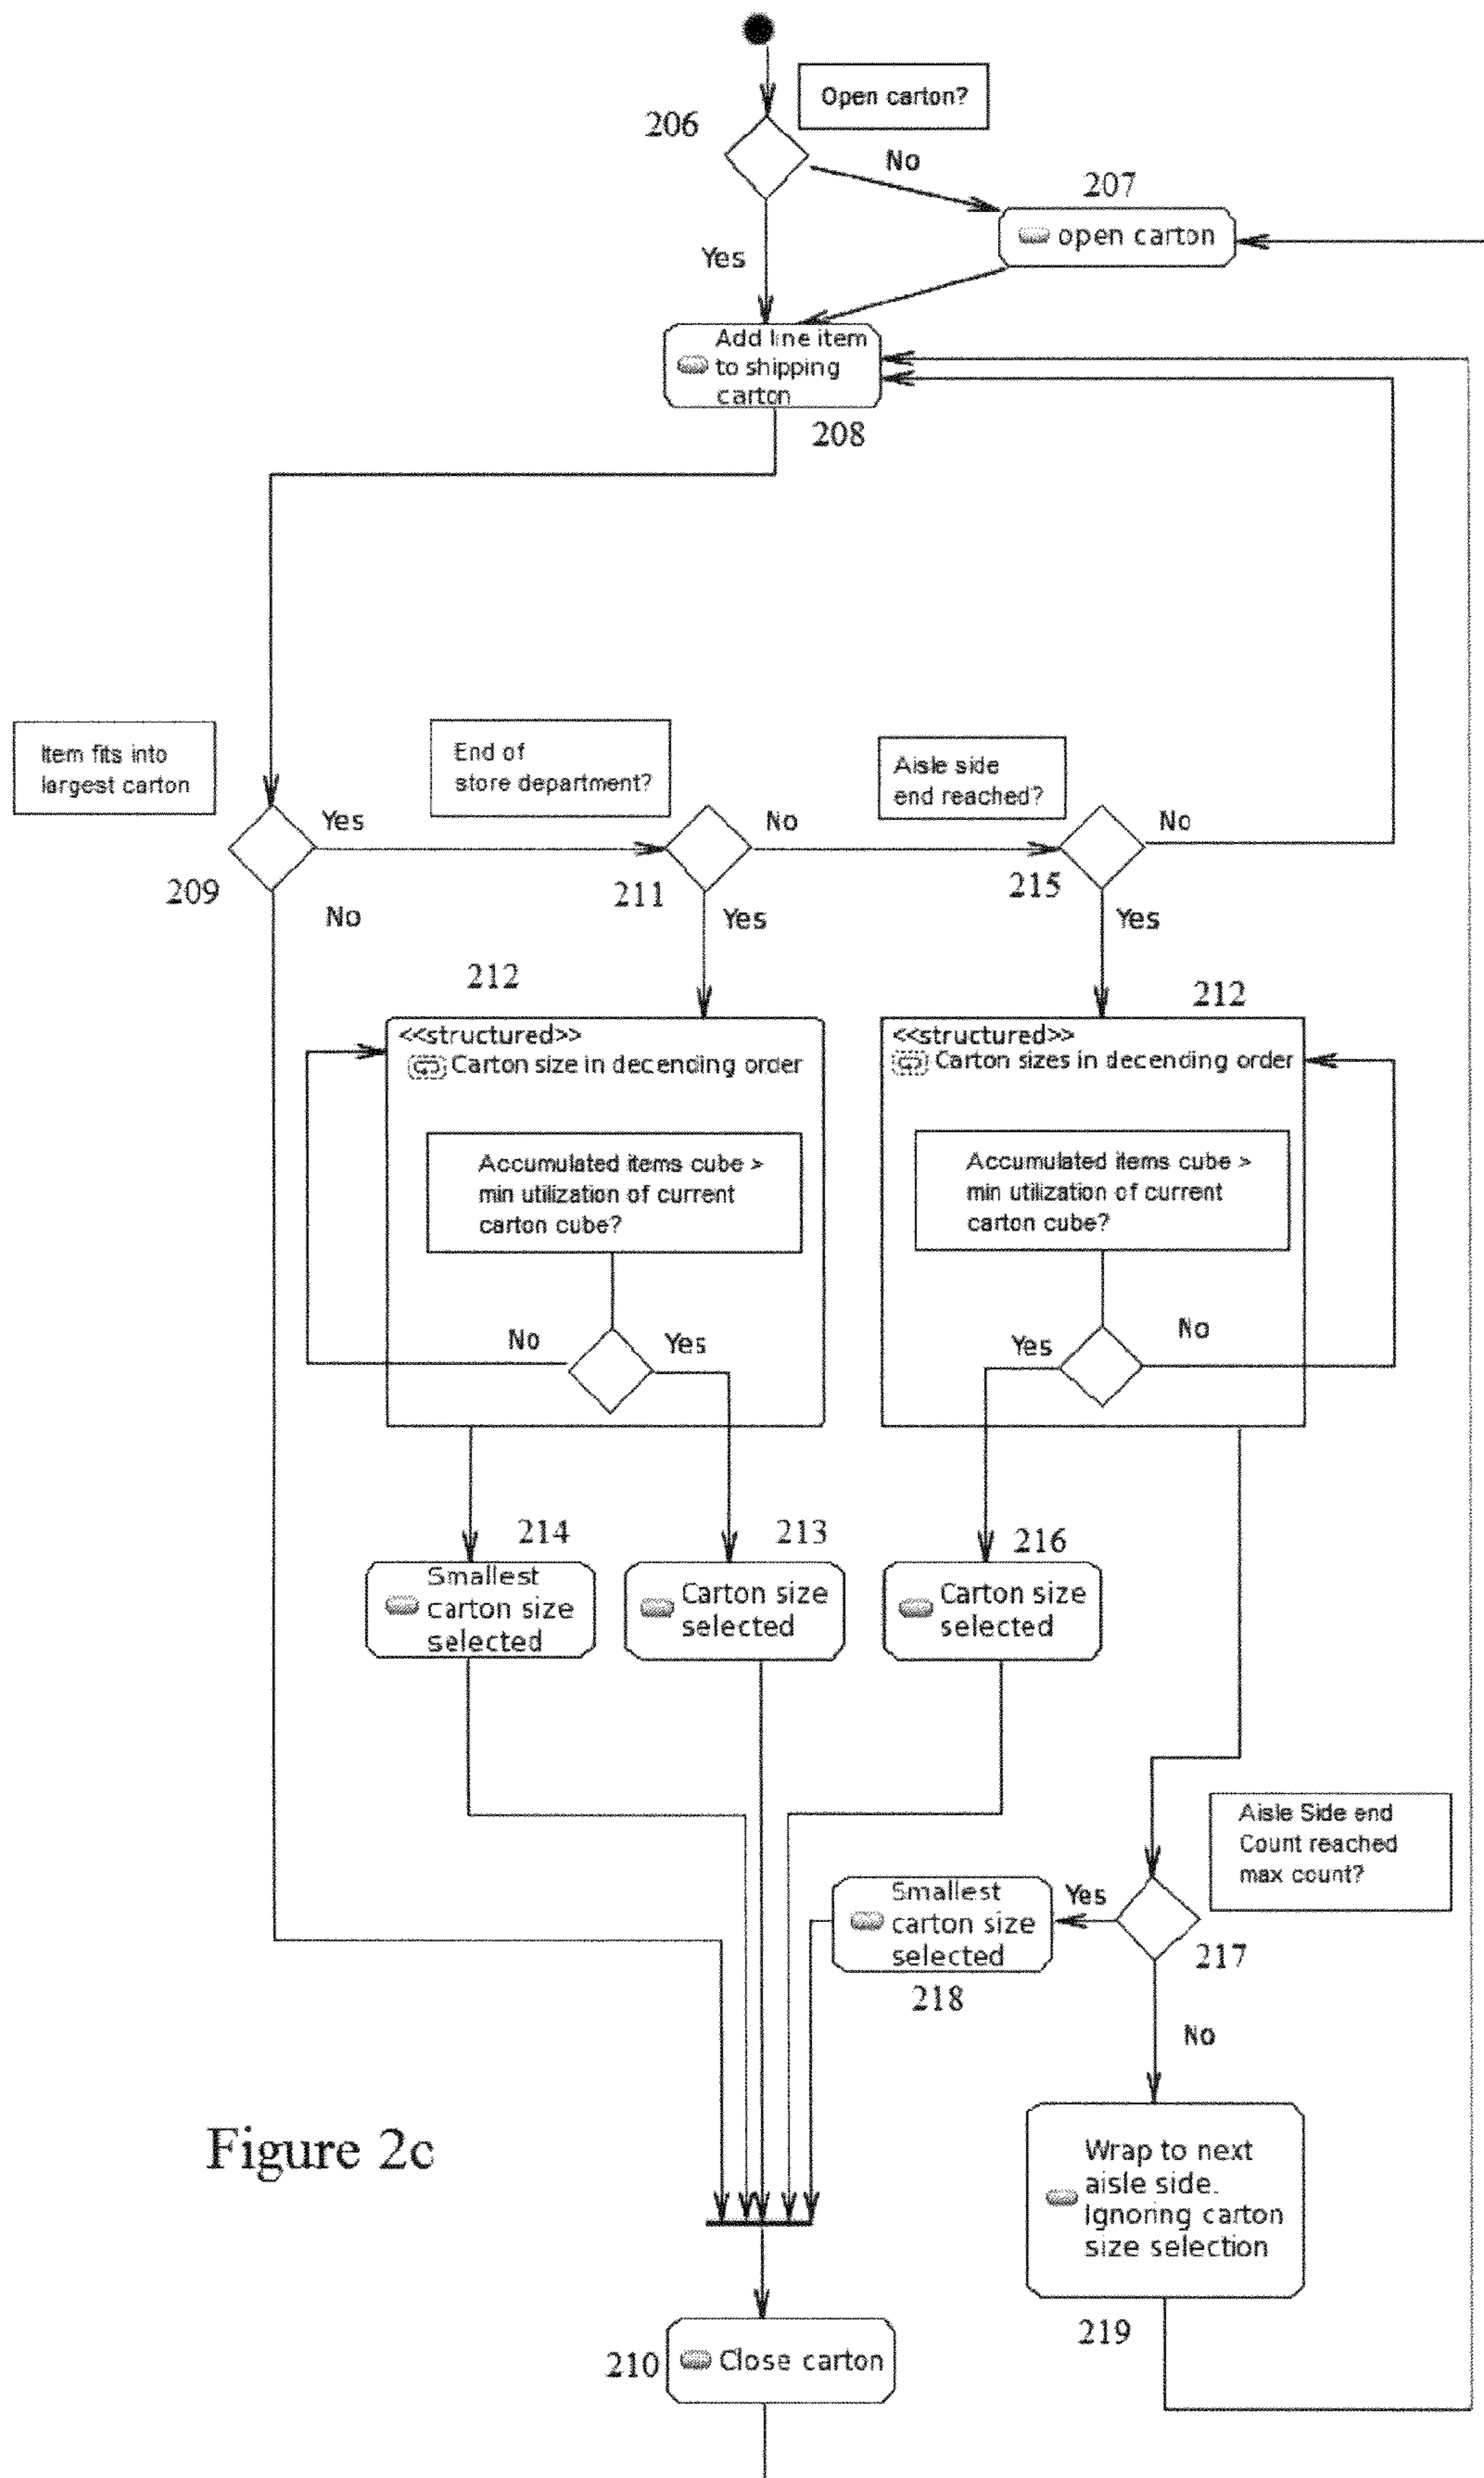 Open carton?
206
No
207
open carton
Yes
Add line item
to shipping
carton
208
Item fits into
largest carton
End of
store department?
Aisle side
end reached?
Yes
No
No
209
211
215
No
Yes
Yes
212
212
<<structured>>
Carton size in decending order
<<structured>>
Carton sizes in decending order
Accumulated items cube >
min utilization of current
carton cube?
Accumulated items cube >
min utilization of current
carton cube?
No
Yes
Yes
No
214
213
216
Smallest
carton size
selected
Carton size
selected
Carton size
selected
Aisle Side end
Count reached
max count?
Smallest
carton size
selected
Yes
217
218
No
Figure 2c
Wrap to next
aisle side.
Ignoring carton
size selection
219
210
Close carton